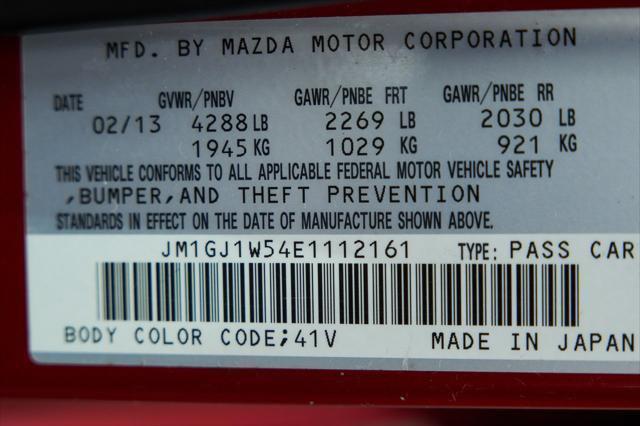 MFD. BY MAZDA MOTOR CORPORATION
DATE GVWR/PNBV GAWR/PNBE FRT GAWR/PNBE RR
02/13 4288 LB 2269 LB 2030 LB
1945 KG 1029 KG 921 KG
THIS VEHICLE CONFORMS TO ALL APPLICABLE FEDERAL MOTOR VEHICLE SAFETY
,BUMPER,AND THEFT PREVENTION
STANDARDS IN EFFECT ON THE DATE OF MANUFACTURE SHOWN ABOVE.
JM1GJ1W54E1112161 TYPE: PASS CAR
BODY COLOR CODE;41V MADE IN JAPAN